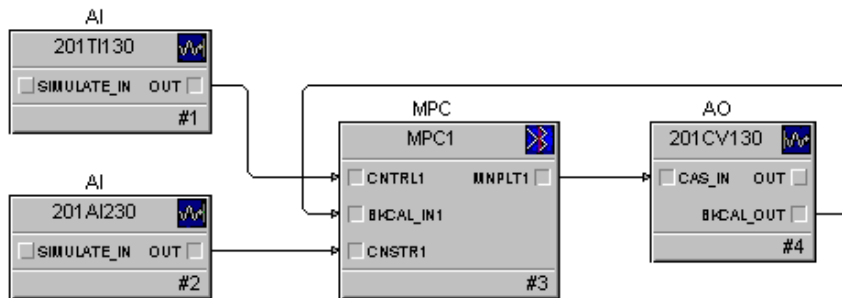 AI
201TI130
SIMULATE_IN OUT
#1
AI
201AI230
SIMULATE_IN OUT
#2
MPC
MPC1
CNTRL1 MNPLT1
BKCAL_IN1
CNSTR1
#3
AO
201CV130
CAS_IN OUT
BKCAL_OUT
#4